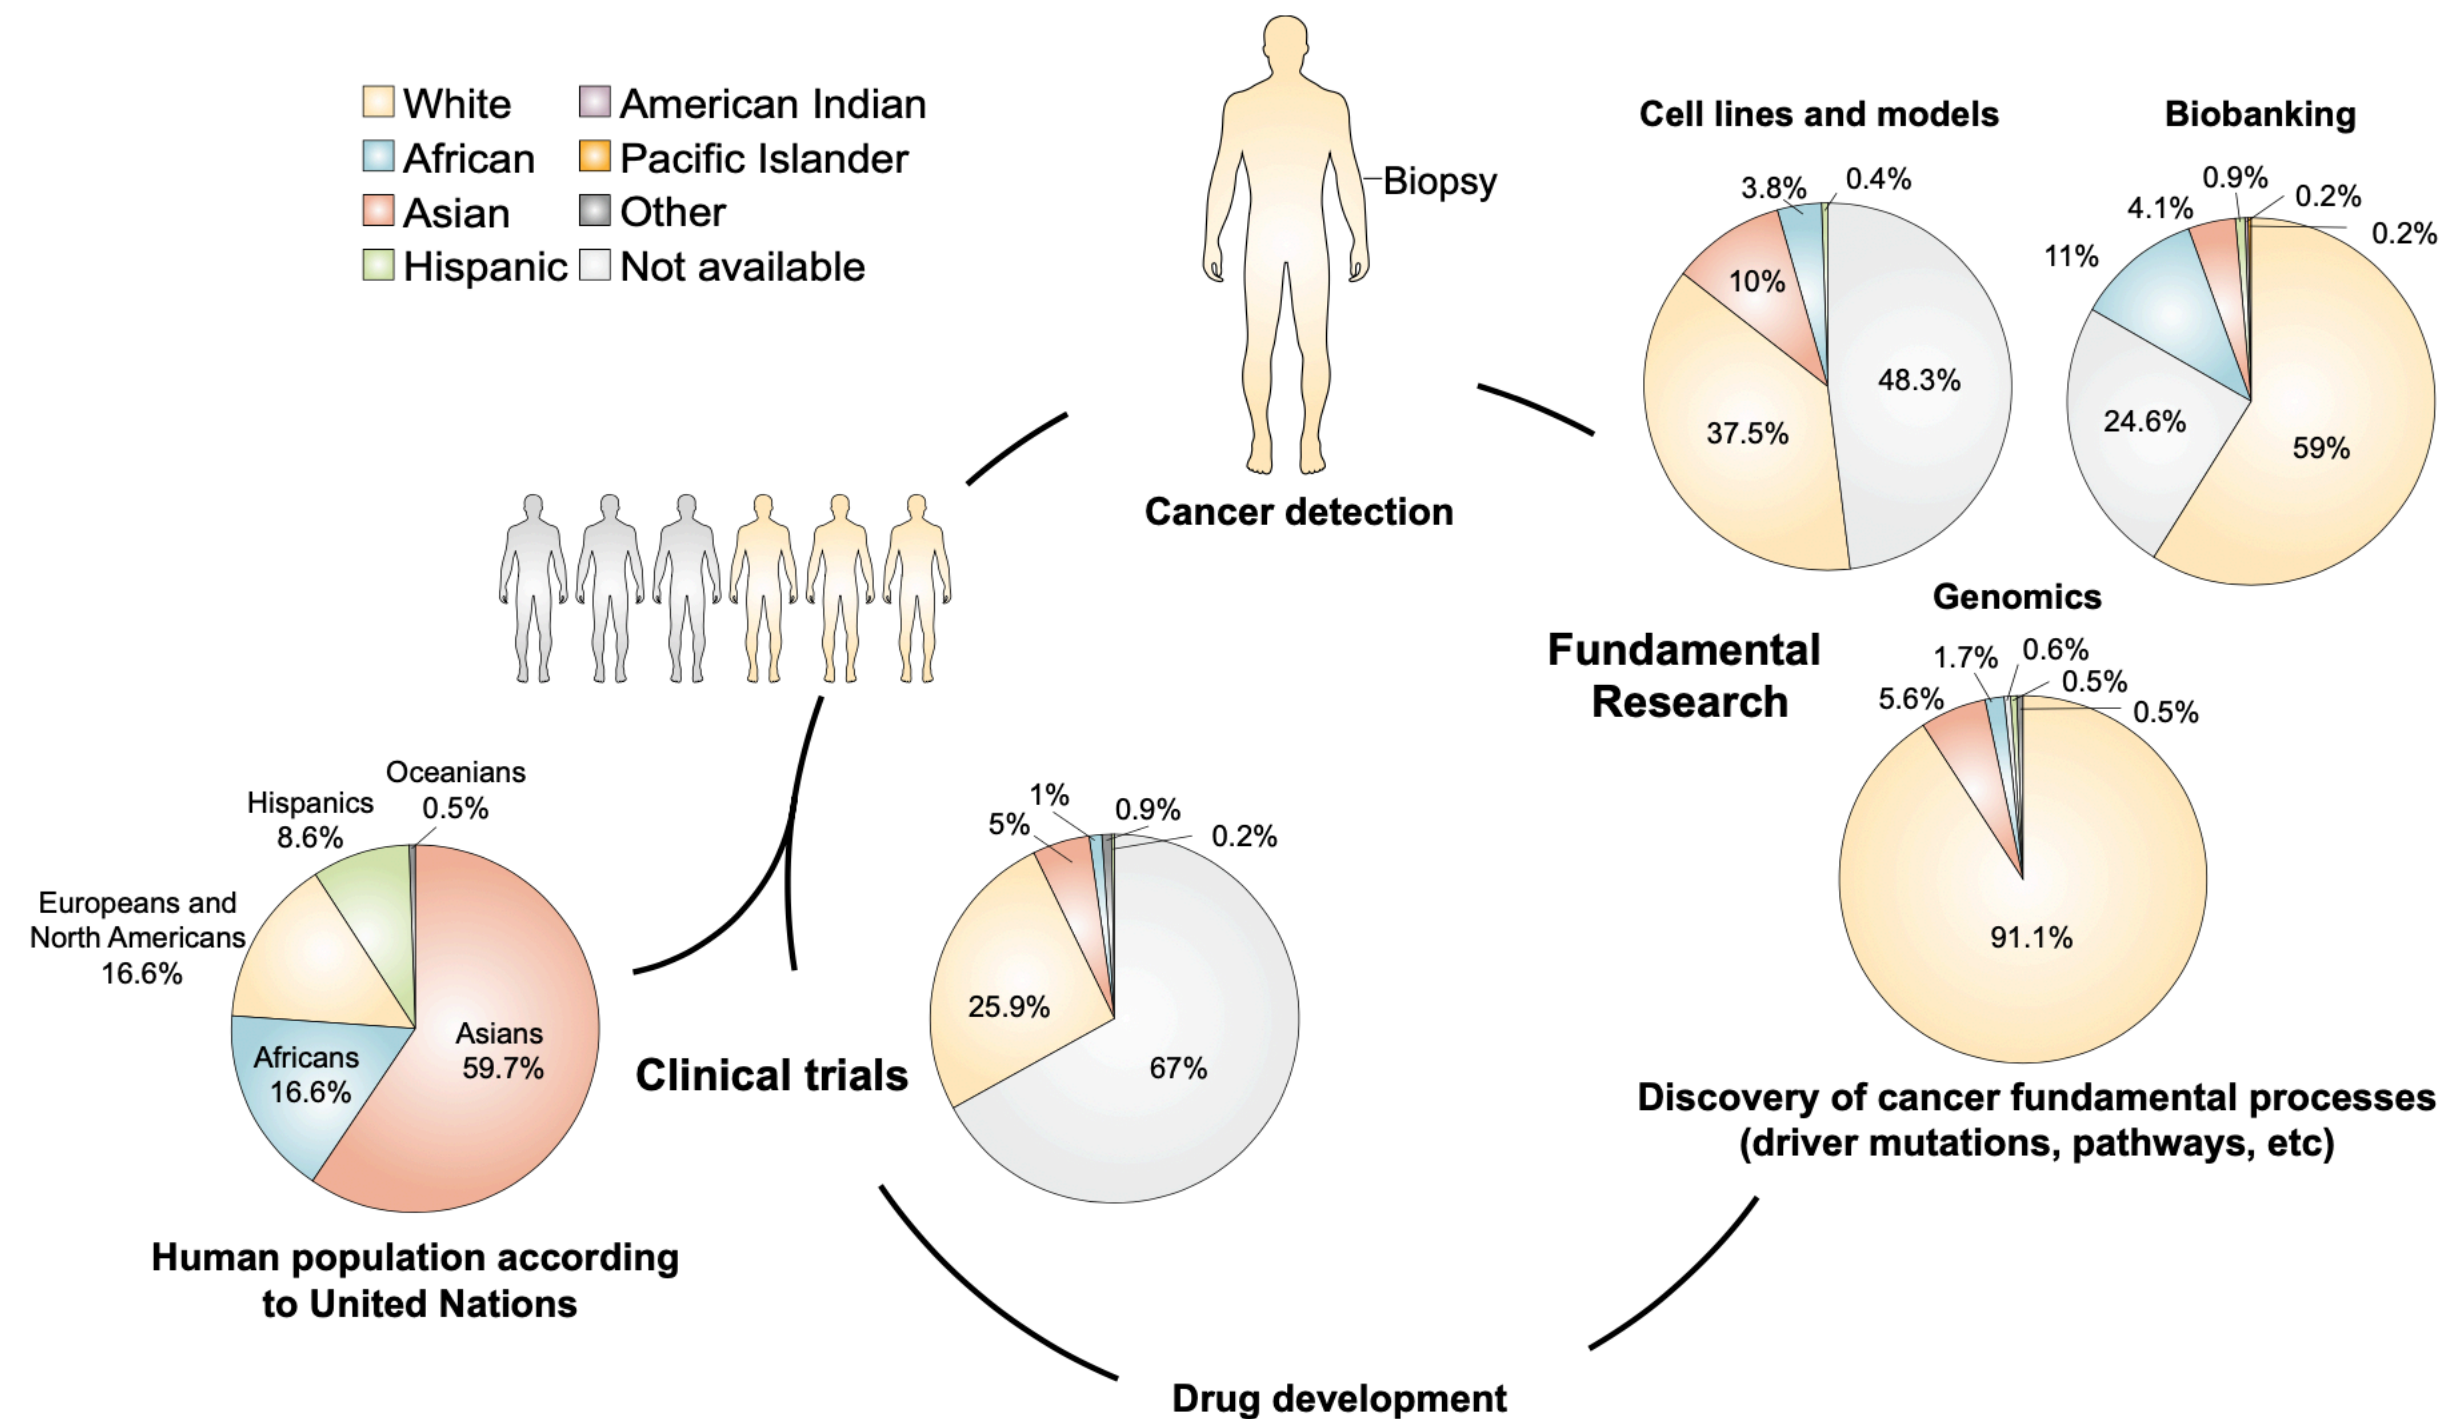 White
African
Asian
Hispanic
American Indian
Pacific Islander
Other
Not available
Biopsy
Cancer detection
Cell lines and models
3.8%
0.4%
10%
48.3%
37.5%
Biobanking
0.9%
0.2%
4.1%
0.2%
11%
24.6%
59%
Fundamental
Research
Genomics
1.7%
0.6%
0.5%
5.6%
0.5%
91.1%
Discovery of cancer fundamental processes
(driver mutations, pathways, etc)
Drug development
Clinical trials
1%
0.9%
5%
0.2%
25.9%
67%
Oceanians
0.5%
Hispanics
8.6%
Europeans and
North Americans
16.6%
Africans
16.6%
Asians
59.7%
Human population according
to United Nations